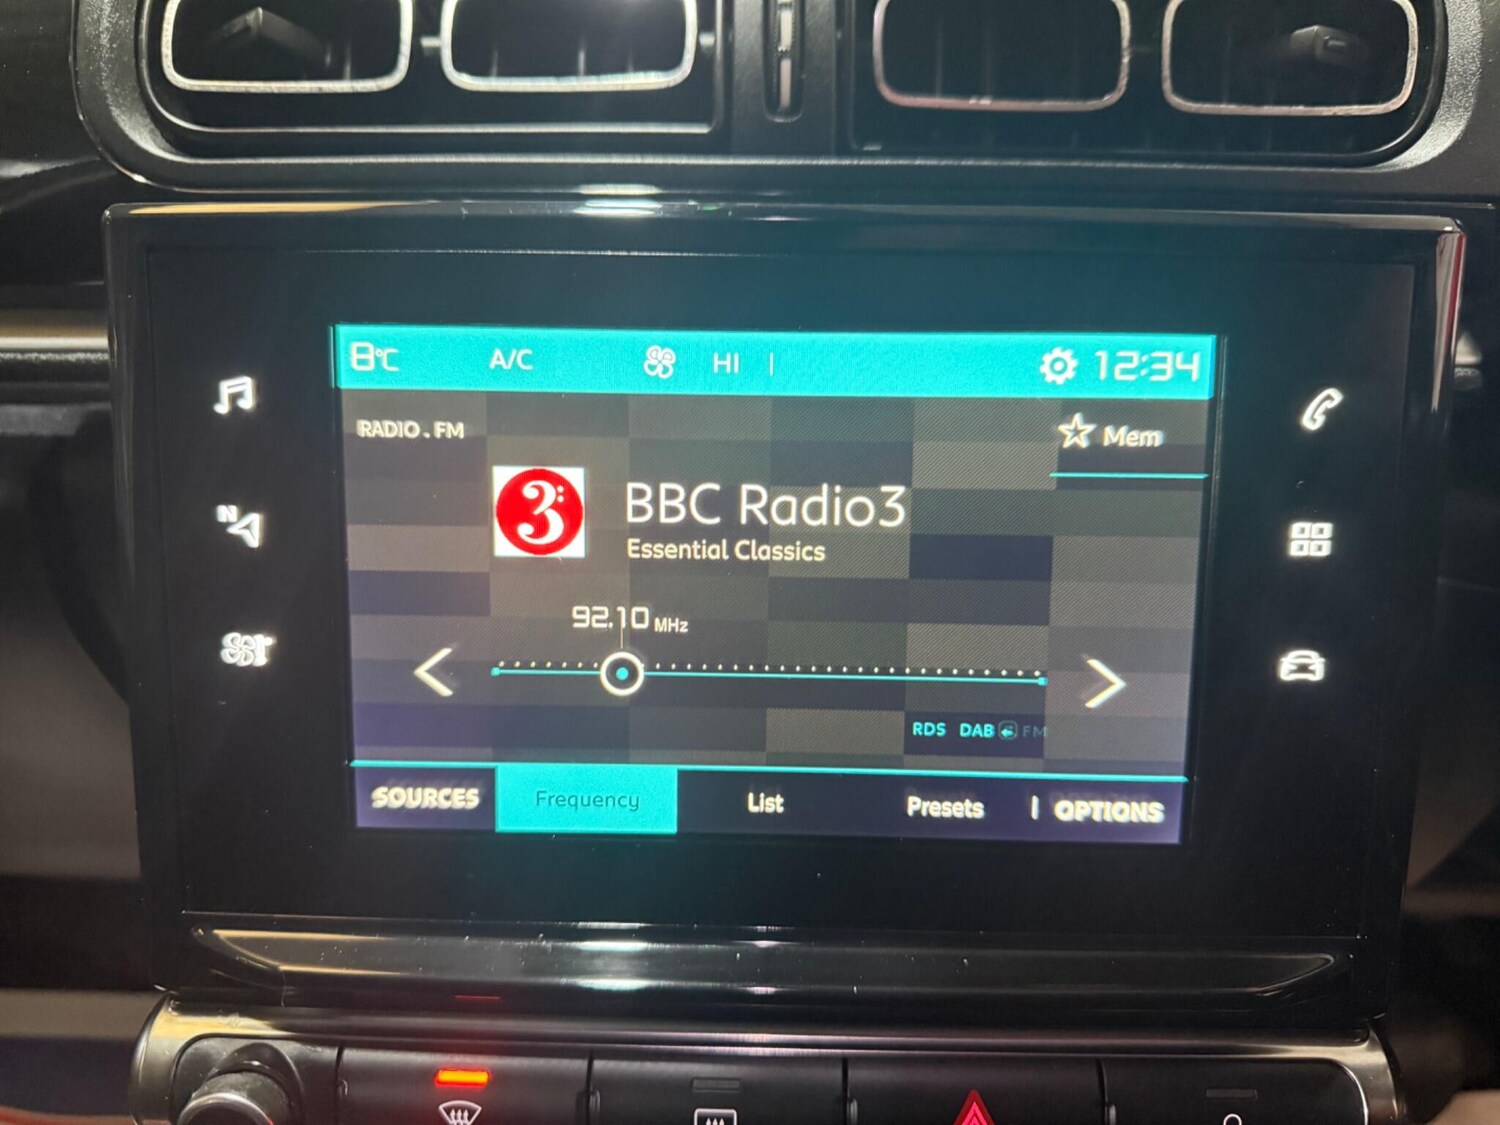 8°C A/C HI | 12:34
RADIO . FM
Mem
3
BBC Radio3
Essential Classics
92.10 MHz
N
RDS DAB FM
SOURCES Frequency List Presets | OPTIONS